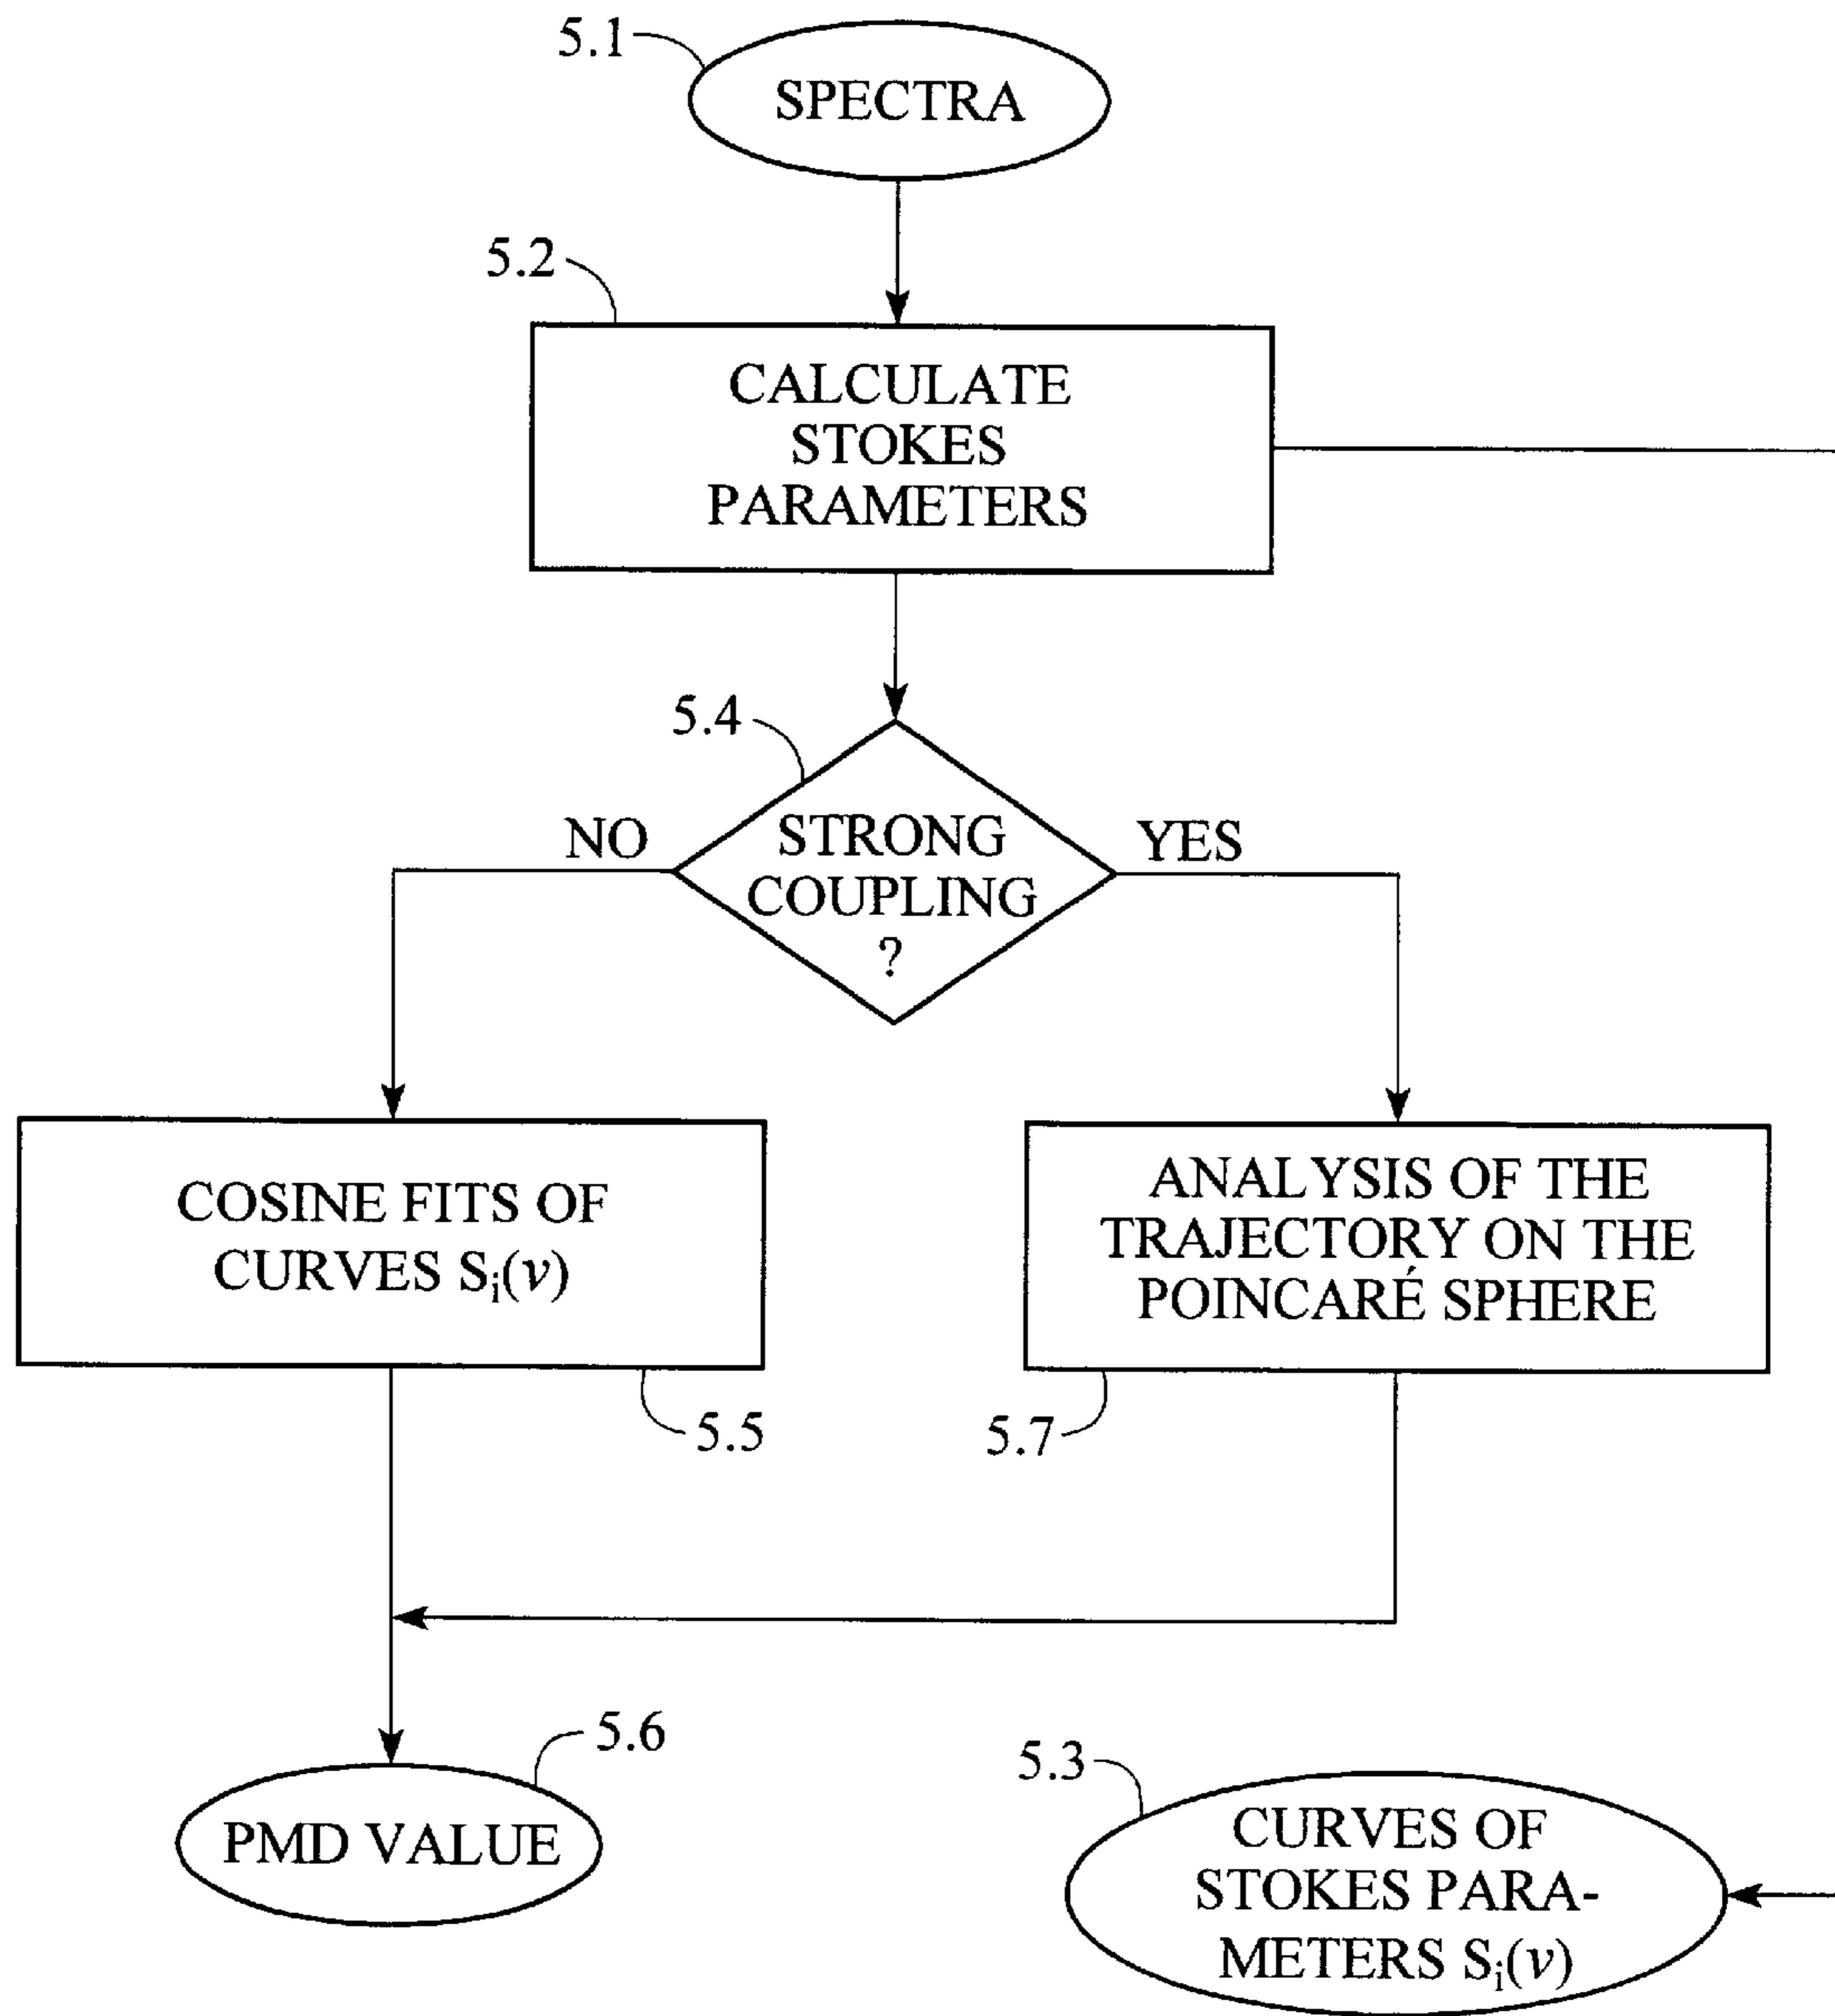 5.1
SPECTRA
5.2
CALCULATE
STOKES
PARAMETERS
5.4
NO
STRONG
COUPLING
?
YES
COSINE FITS OF
CURVES Si(ν)
5.5
ANALYSIS OF THE
TRAJECTORY ON THE
POINCARÉ SPHERE
5.7
5.6
PMD VALUE
5.3
CURVES OF
STOKES PARA-
METERS Si(ν)